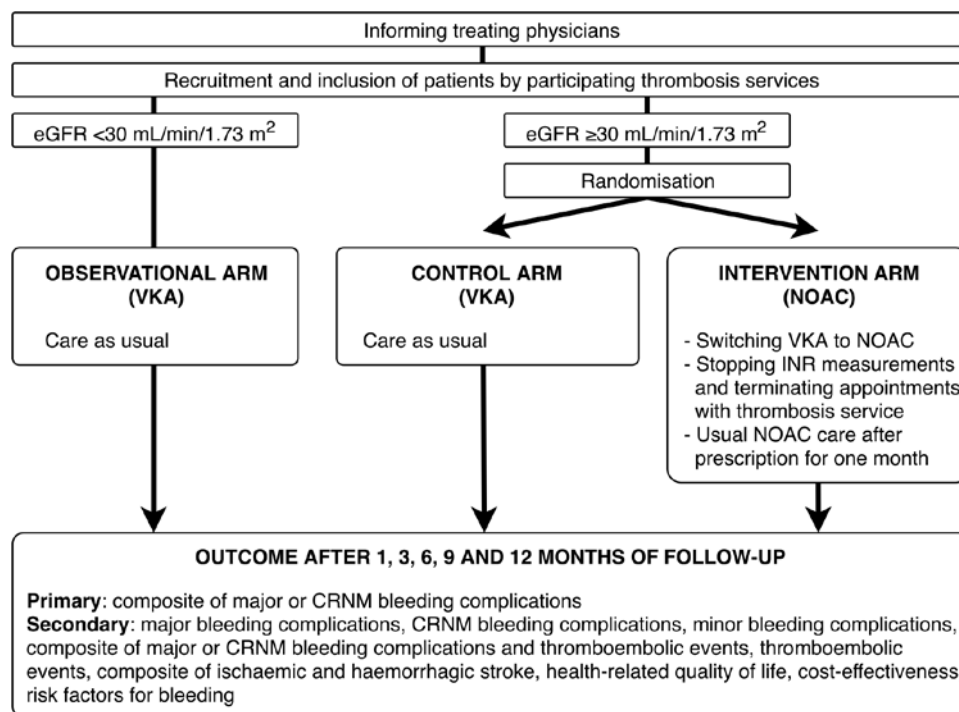 Informing treating physicians
Recruitment and inclusion of patients by participating thrombosis services
eGFR <30 mL/min/1.73 m²
eGFR ≥30 mL/min/1.73 m²
Randomisation
OBSERVATIONAL ARM
(VKA)
Care as usual
CONTROL ARM
(VKA)
Care as usual
INTERVENTION ARM
(NOAC)
- Switching VKA to NOAC
- Stopping INR measurements
and terminating appointments
with thrombosis service
- Usual NOAC care after
prescription for one month
OUTCOME AFTER 1, 3, 6, 9 AND 12 MONTHS OF FOLLOW-UP
Primary: composite of major or CRNM bleeding complications
Secondary: major bleeding complications, CRNM bleeding complications, minor bleeding complications,
composite of major or CRNM bleeding complications and thromboembolic events, thromboembolic
events, composite of ischaemic and haemorrhagic stroke, health-related quality of life, cost-effectiveness,
risk factors for bleeding